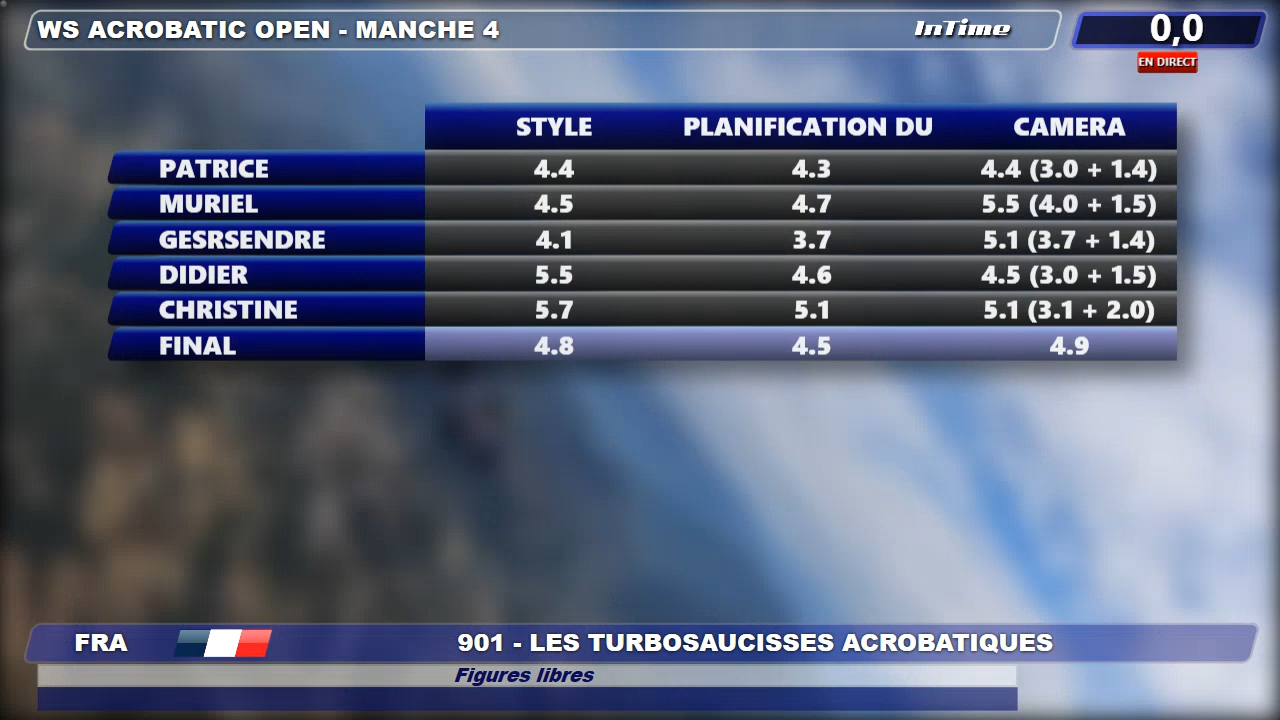 WS ACROBATIC OPEN - MANCHE 4 InTime 0,0
EN DIRECT
STYLE PLANIFICATION DU CAMERA
PATRICE 4.4 4.3 4.4 (3.0 + 1.4)
MURIEL 4.5 4.7 5.5 (4.0 + 1.5)
GESRSENDRE 4.1 3.7 5.1 (3.7 + 1.4)
DIDIER 5.5 4.6 4.5 (3.0 + 1.5)
CHRISTINE 5.7 5.1 5.1 (3.1 + 2.0)
FINAL 4.8 4.5 4.9
FRA 901 - LES TURBOSAUCISSES ACROBATIQUES
Figures libres